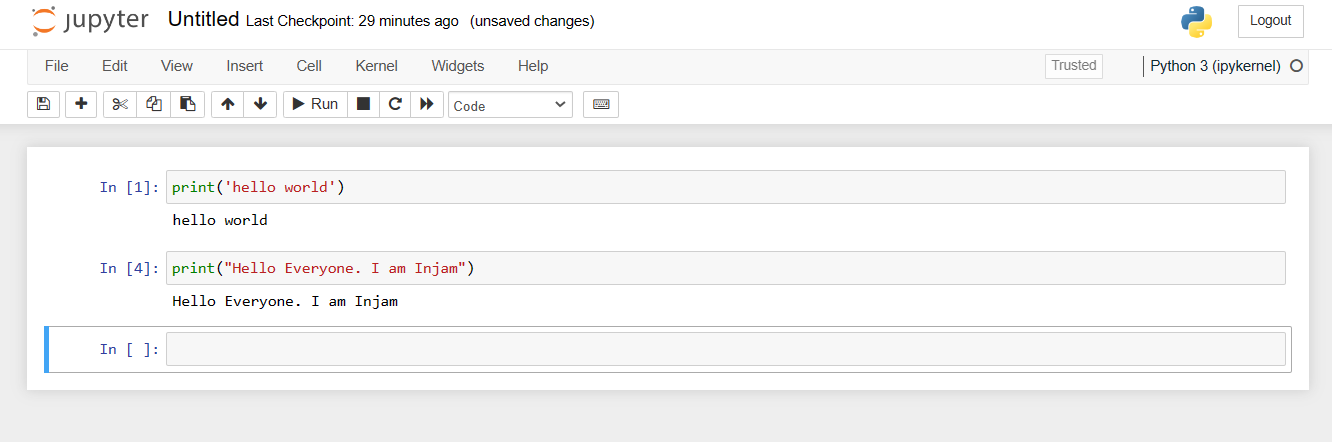 jupyter Untitled Last Checkpoint: 29 minutes ago (unsaved changes) Logout
File Edit View Insert Cell Kernel Widgets Help Trusted Python 3 (ipykernel)
Run Code
In [1]: print('hello world')
hello world
In [4]: print("Hello Everyone. I am Injam")
Hello Everyone. I am Injam
In [ ]: